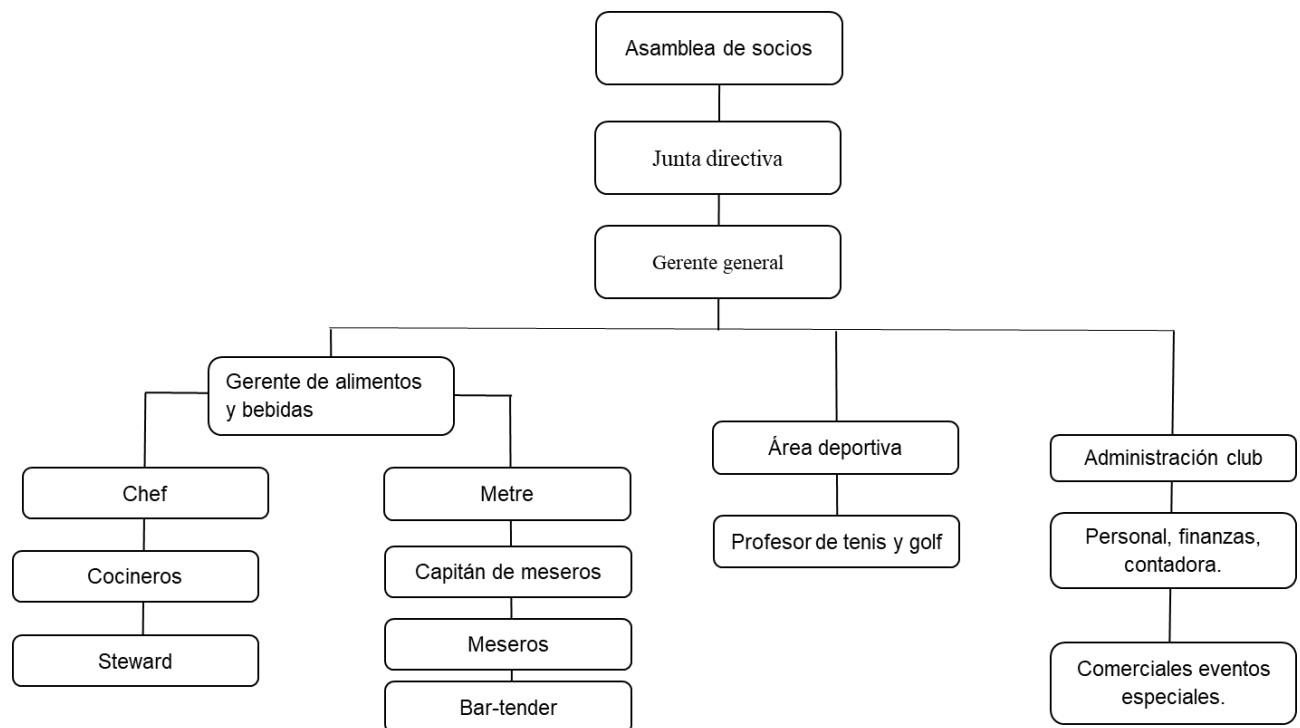 Asamblea de socios
Junta directiva
Gerente general
Gerente de alimentos
y bebidas
Chef
Cocineros
Steward
Metre
Capitán de meseros
Meseros
Bar-tender
Área deportiva
Profesor de tenis y golf
Administración club
Personal, finanzas,
contadora.
Comerciales eventos
especiales.